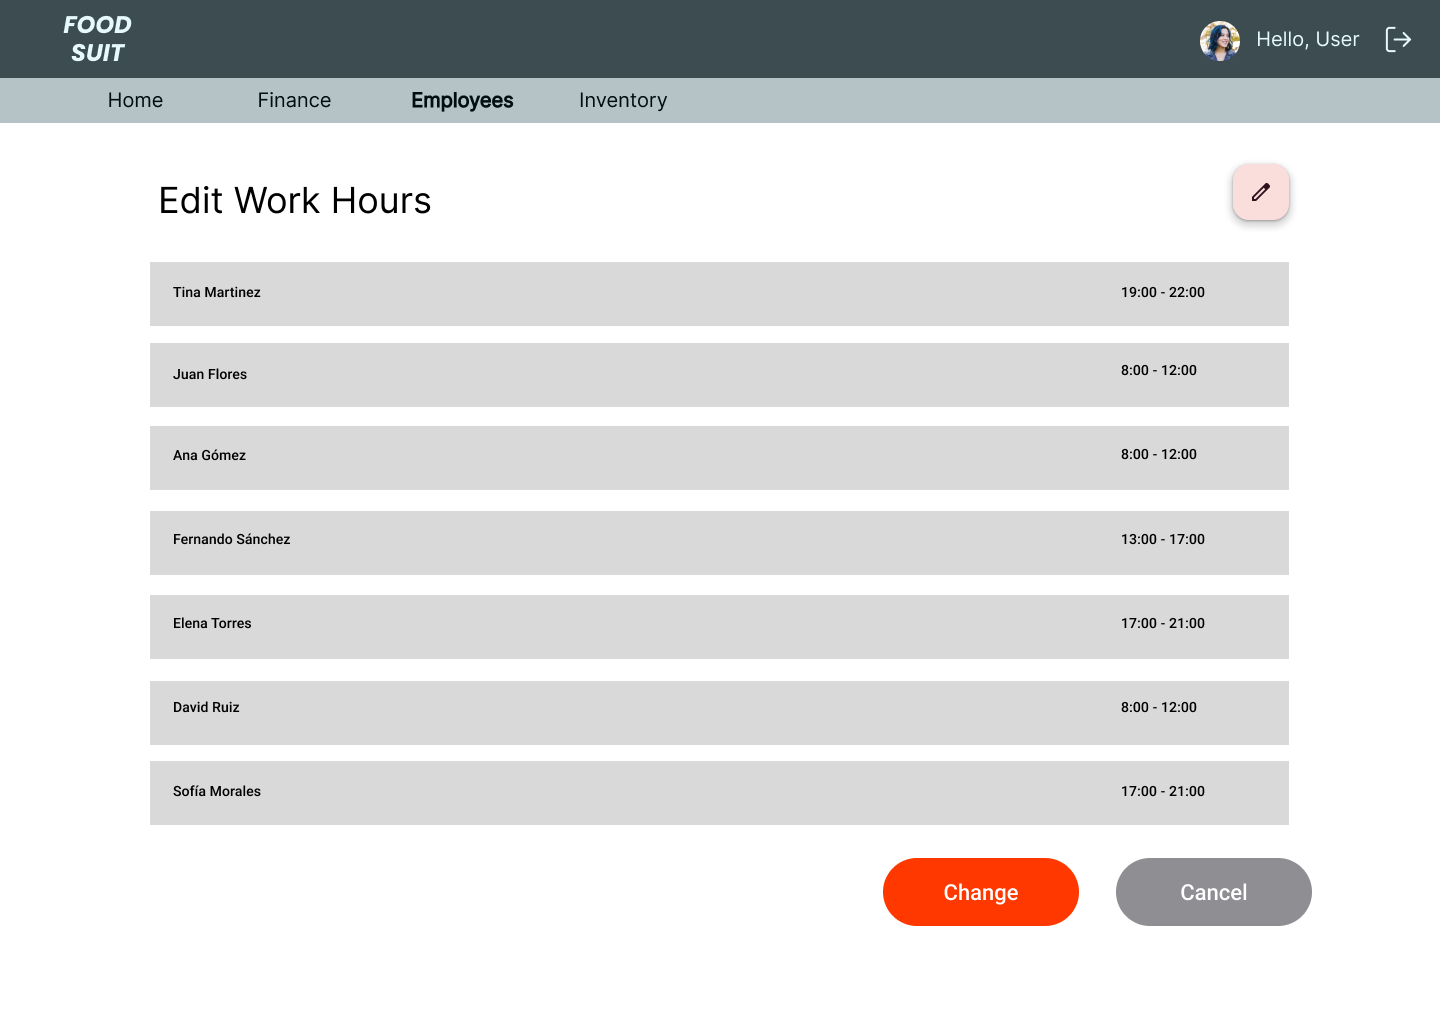 FOOD
SUIT
Hello, User
Home Finance Employees Inventory
Edit Work Hours
Tina Martinez 19:00 - 22:00
Juan Flores 8:00 - 12:00
Ana Gómez 8:00 - 12:00
Fernando Sánchez 13:00 - 17:00
Elena Torres 17:00 - 21:00
David Ruiz 8:00 - 12:00
Sofía Morales 17:00 - 21:00
Change Cancel